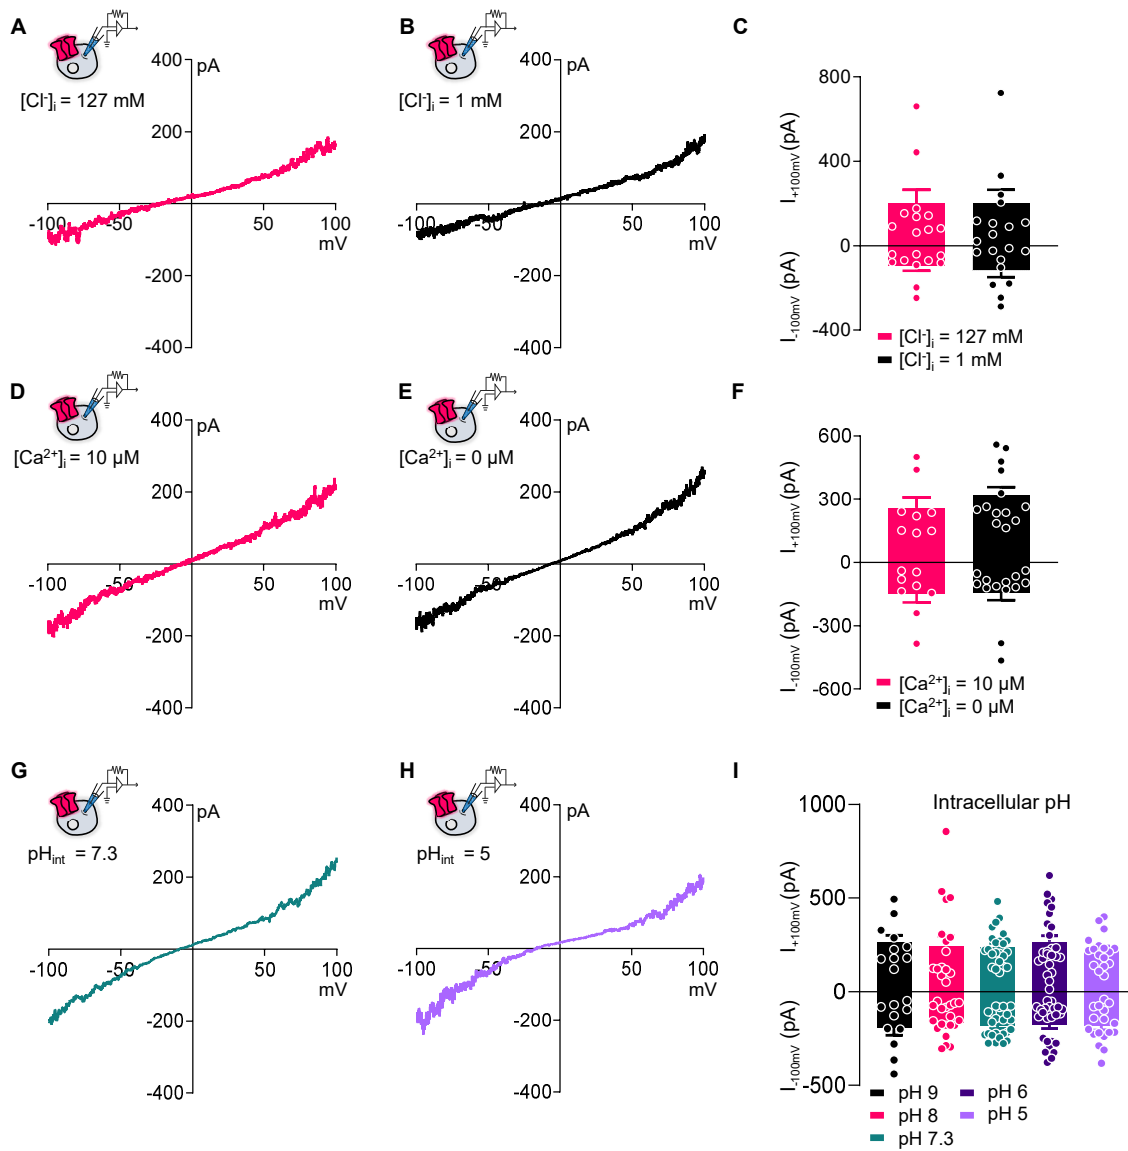 A
[Cl⁻]ᵢ = 127 mM
400
pA
200
-100
-50
50
100
mV
-200
-400
B
[Cl⁻]ᵢ = 1 mM
400
pA
200
-100
-50
50
100
mV
-200
-400
C
800
400
0
-400
I+100mV (pA)
I-100mV (pA)
[Cl⁻]ᵢ = 127 mM
[Cl⁻]ᵢ = 1 mM
D
[Ca²⁺]ᵢ = 10 µM
400
pA
200
-100
-50
50
100
mV
-200
-400
E
[Ca²⁺]ᵢ = 0 µM
400
pA
200
-100
-50
50
100
mV
-200
-400
F
600
300
0
-300
-600
I+100mV (pA)
I-100mV (pA)
[Ca²⁺]ᵢ = 10 µM
[Ca²⁺]ᵢ = 0 µM
G
pHint = 7.3
400
pA
200
-100
-50
50
100
mV
-200
-400
H
pHint = 5
400
pA
200
-100
-50
50
100
mV
-200
-400
I
Intracellular pH
1000
500
0
-500
I+100mV (pA)
I-100mV (pA)
pH 9
pH 8
pH 7.3
pH 6
pH 5